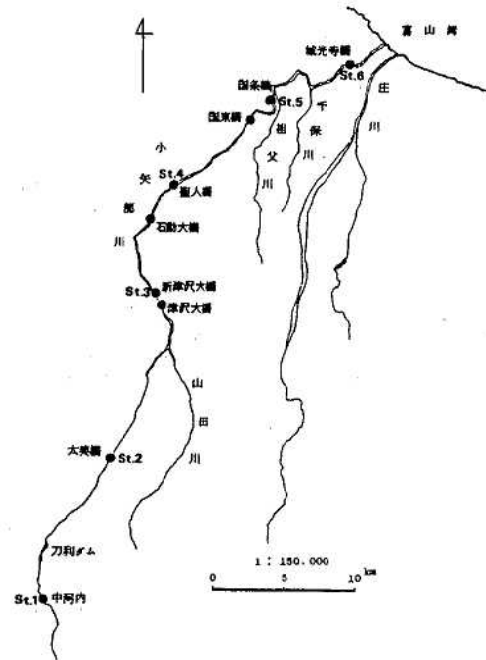 富山湾
城光寺橋
St.6
国条橋
St.5
国東橋
庄川
千保川
祖父川
小矢部川
St.4
聖人橋
石動大橋
St.3
新津沢大橋
津沢大橋
山田川
太美橋
St.2
刀利ダム
St.1
中河内
1 : 150.000
0 5 10 km